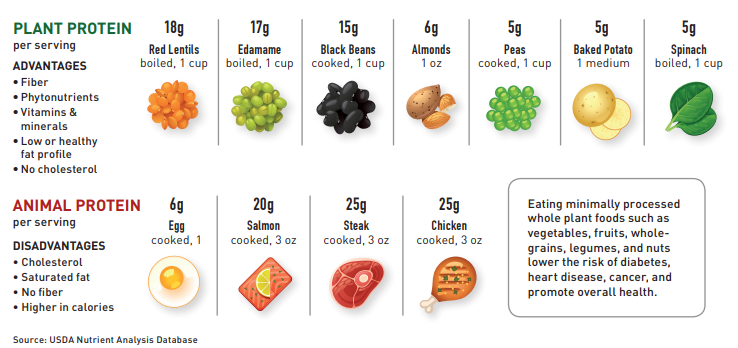 PLANT PROTEIN
per serving
ADVANTAGES
• Fiber
• Phytonutrients
• Vitamins &
minerals
• Low or healthy
fat profile
• No cholesterol
18g
Red Lentils
boiled, 1 cup
17g
Edamame
boiled, 1 cup
15g
Black Beans
cooked, 1 cup
6g
Almonds
1 oz
5g
Peas
cooked, 1 cup
5g
Baked Potato
1 medium
5g
Spinach
boiled, 1 cup
ANIMAL PROTEIN
per serving
DISADVANTAGES
• Cholesterol
• Saturated fat
• No fiber
• Higher in calories
6g
Egg
cooked, 1
20g
Salmon
cooked, 3 oz
25g
Steak
cooked, 3 oz
25g
Chicken
cooked, 3 oz
Eating minimally processed
whole plant foods such as
vegetables, fruits, whole-
grains, legumes, and nuts
lower the risk of diabetes,
heart disease, cancer, and
promote overall health.
Source: USDA Nutrient Analysis Database